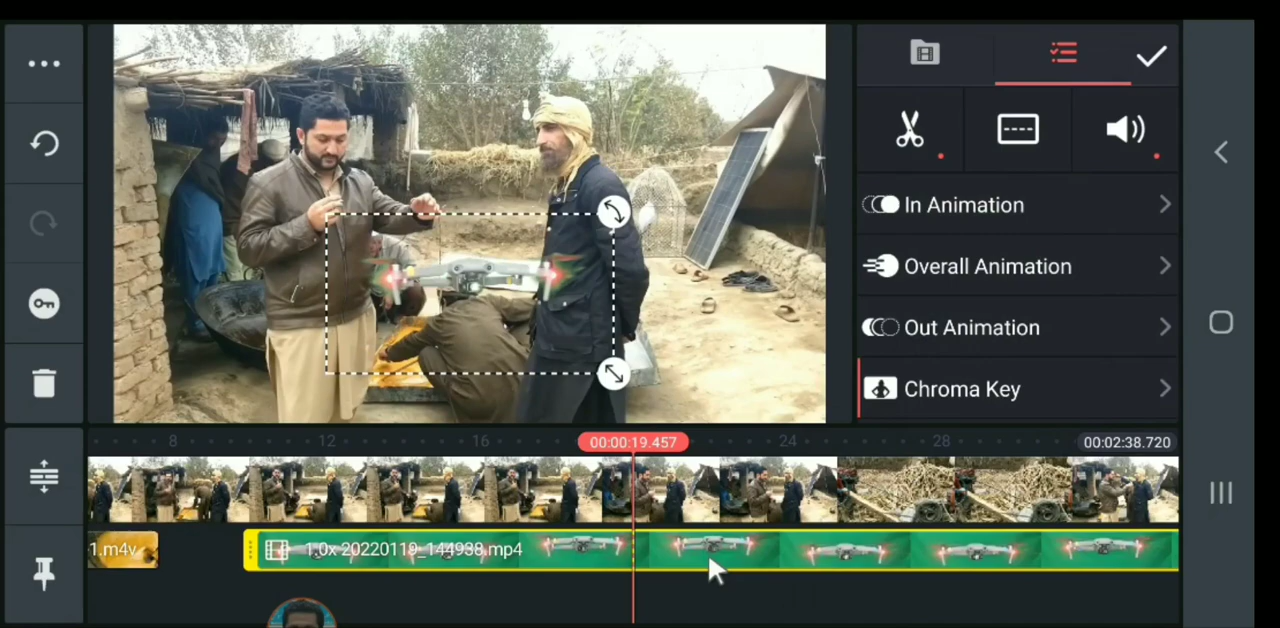 In Animation
Overall Animation
Out Animation
Chroma Key
8
12
16
00:00:19.457
24
28
00:02:38.720
1.m4v
1.0x 20220119_144938.mp4